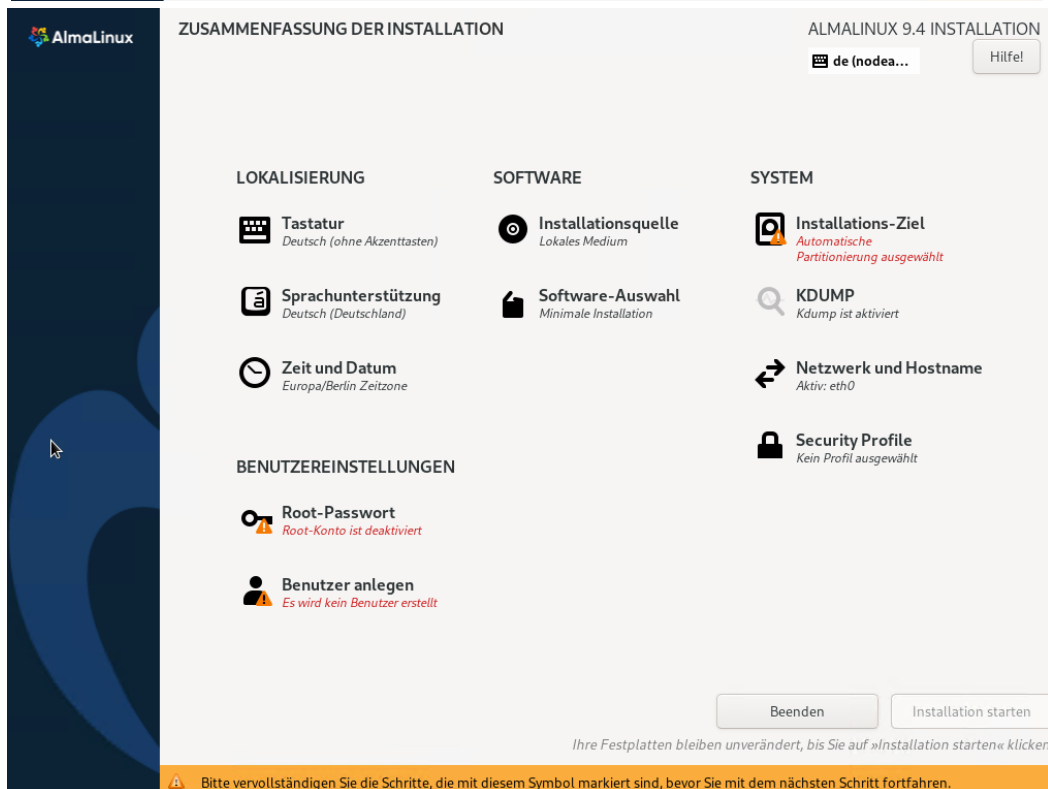 AlmaLinux
ZUSAMMENFASSUNG DER INSTALLATION
ALMALINUX 9.4 INSTALLATION
de (nodea...
Hilfe!
LOKALISIERUNG
Tastatur
Deutsch (ohne Akzenttasten)
Sprachunterstützung
Deutsch (Deutschland)
Zeit und Datum
Europa/Berlin Zeitzone
SOFTWARE
Installationsquelle
Lokales Medium
Software-Auswahl
Minimale Installation
SYSTEM
Installations-Ziel
Automatische
Partitionierung ausgewählt
KDUMP
Kdump ist aktiviert
Netzwerk und Hostname
Aktiv: eth0
Security Profile
Kein Profil ausgewählt
BENUTZEREINSTELLUNGEN
Root-Passwort
Root-Konto ist deaktiviert
Benutzer anlegen
Es wird kein Benutzer erstellt
Beenden
Installation starten
Ihre Festplatten bleiben unverändert, bis Sie auf »Installation starten« klicken
Bitte vervollständigen Sie die Schritte, die mit diesem Symbol markiert sind, bevor Sie mit dem nächsten Schritt fortfahren.